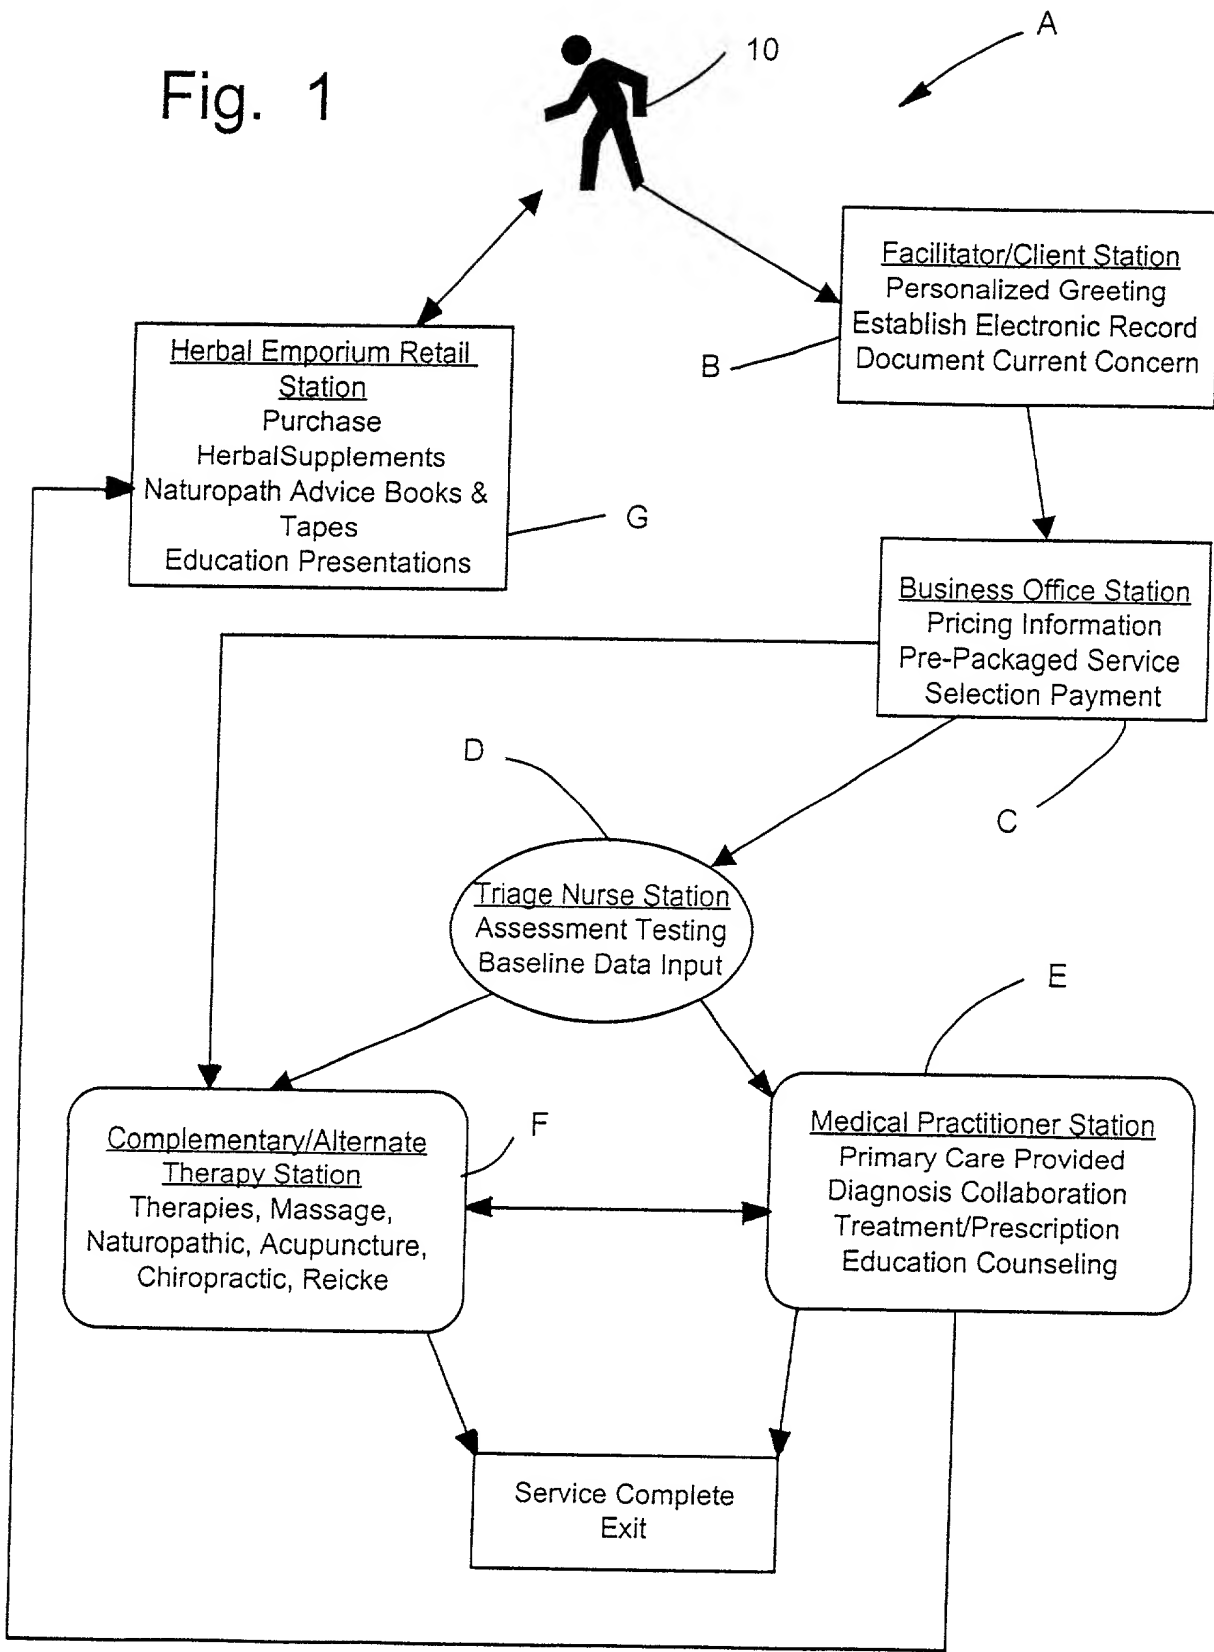 Fig. 1
10
A
Facilitator/Client Station
Personalized Greeting
Establish Electronic Record
Document Current Concern
B
Herbal Emporium Retail
Station
Purchase
HerbalSupplements
Naturopath Advice Books &
Tapes
Education Presentations
G
Business Office Station
Pricing Information
Pre-Packaged Service
Selection Payment
C
D
Triage Nurse Station
Assessment Testing
Baseline Data Input
E
Complementary/Alternate
Therapy Station
Therapies, Massage,
Naturopathic, Acupuncture,
Chiropractic, Reicke
F
Medical Practitioner Station
Primary Care Provided
Diagnosis Collaboration
Treatment/Prescription
Education Counseling
Service Complete
Exit